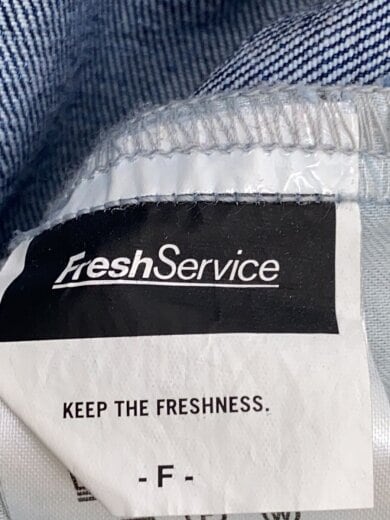 FreshService
KEEP THE FRESHNESS.
- F -
P W